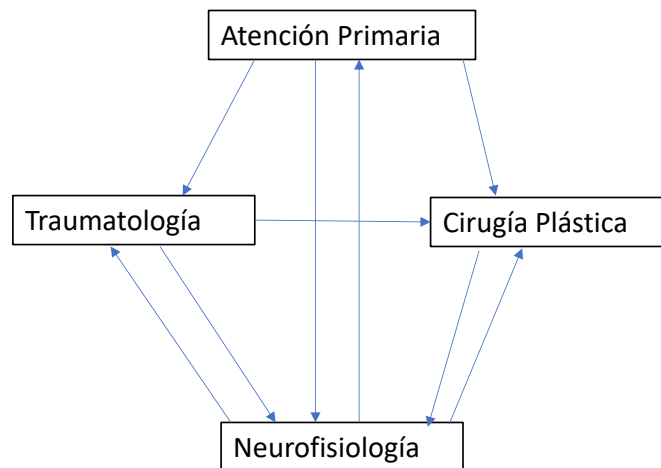 Atención Primaria
Traumatología
Cirugía Plástica
Neurofisiología